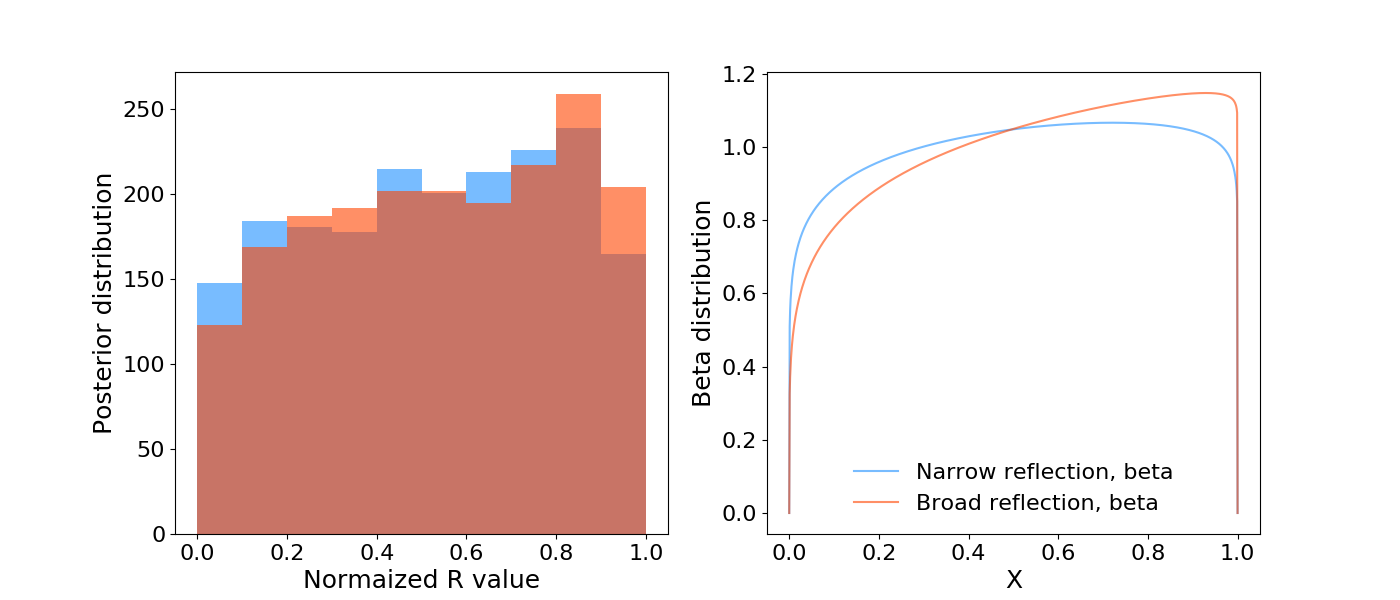 Posterior distribution
250
200
150
100
50
0
0.0 0.2 0.4 0.6 0.8 1.0
Normaized R value
Beta distribution
1.2
1.0
0.8
0.6
0.4
0.2
0.0
Narrow reflection, beta
Broad reflection, beta
0.0 0.2 0.4 0.6 0.8 1.0
X